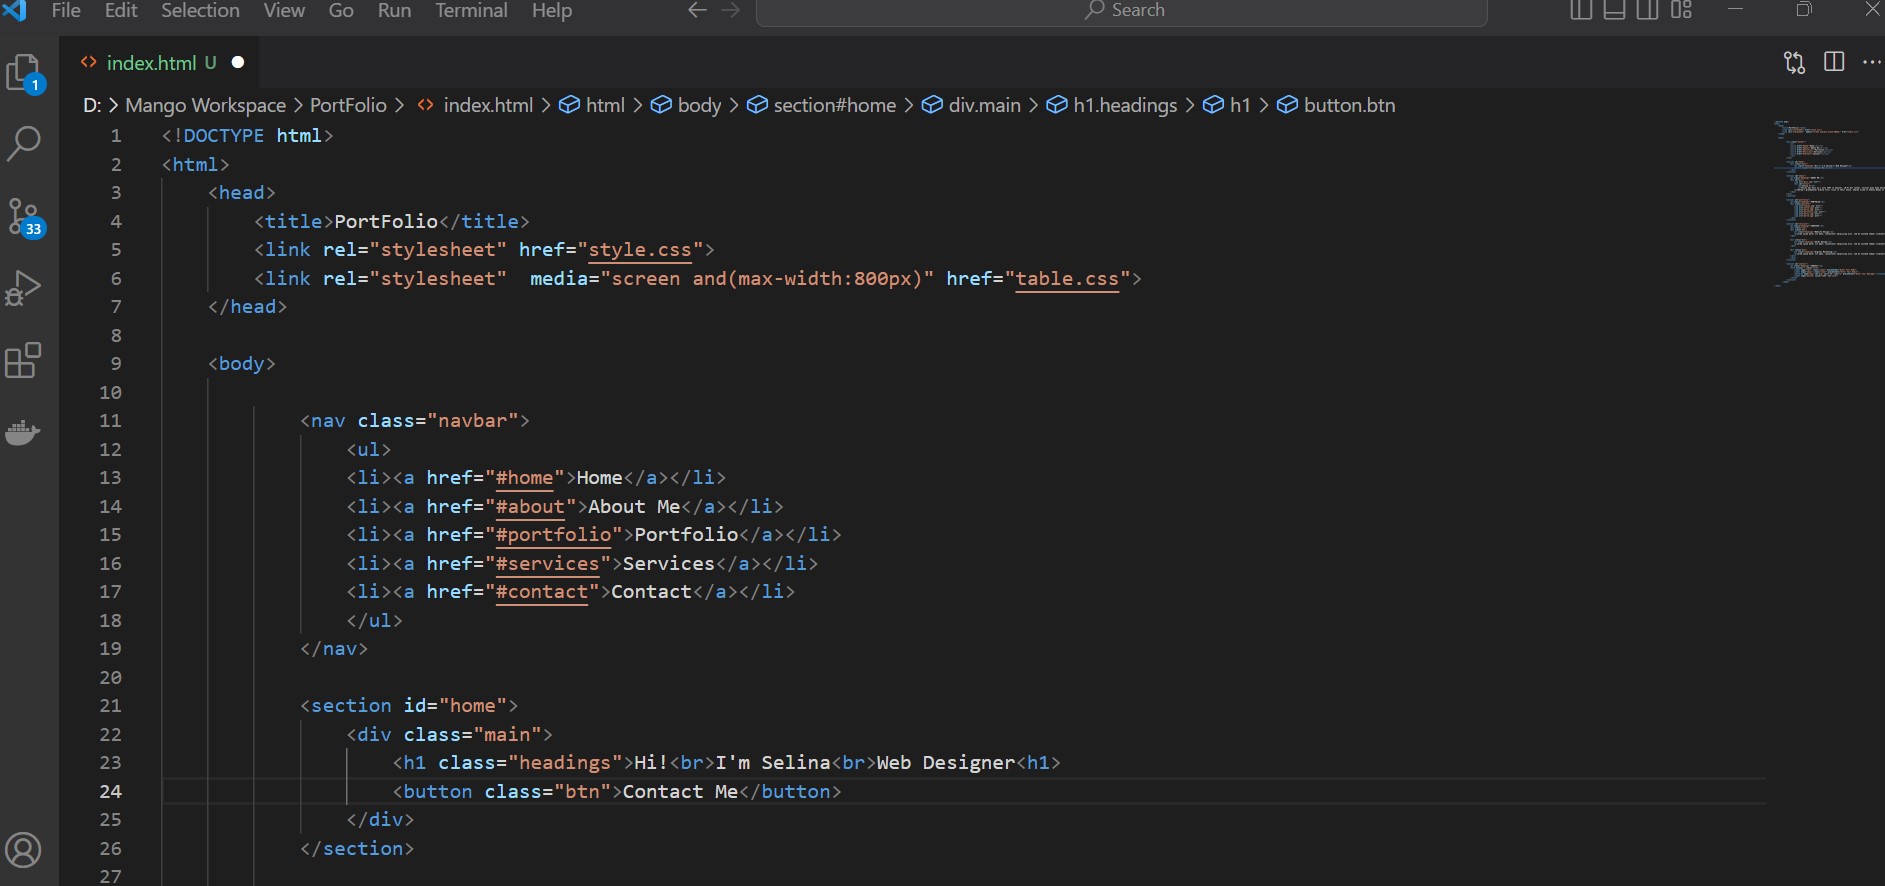 File Edit Selection View Go Run Terminal Help Search
index.html U
1
D: > Mango Workspace > PortFolio > index.html > html > body > section#home > div.main > h1.headings > h1 > button.btn
1 <!DOCTYPE html>
2 <html>
3 <head>
4 <title>PortFolio</title>
5 <link rel="stylesheet" href="style.css">
6 <link rel="stylesheet"  media="screen and(max-width:800px)" href="table.css">
7 </head>
8
9 <body>
10
11 <nav class="navbar">
12 <ul>
13 <li><a href="#home">Home</a></li>
14 <li><a href="#about">About Me</a></li>
15 <li><a href="#portfolio">Portfolio</a></li>
16 <li><a href="#services">Services</a></li>
17 <li><a href="#contact">Contact</a></li>
18 </ul>
19 </nav>
20
21 <section id="home">
22 <div class="main">
23 <h1 class="headings">Hi!<br>I'm Selina<br>Web Designer<h1>
24 <button class="btn">Contact Me</button>
25 </div>
26 </section>
27
33